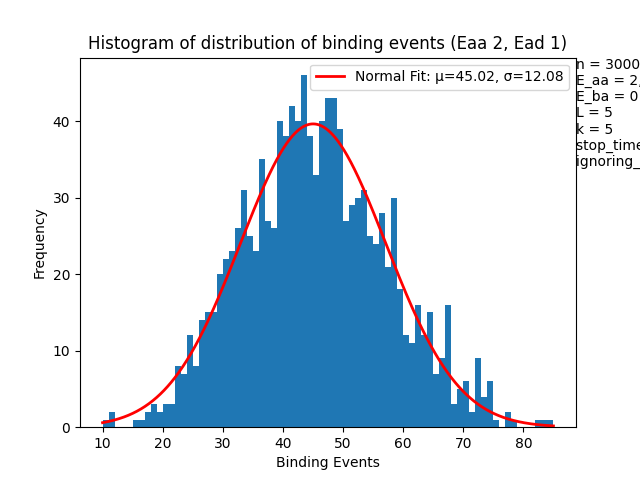 Histogram of distribution of binding events (Eaa 2, Ead 1)
Normal Fit: μ=45.02, σ=12.08
n = 3000
E_aa = 2,
E_ba = 0
L = 5
k = 5
stop_time
ignoring_
Frequency
0
10
20
30
40
10 20 30 40 50 60 70 80
Binding Events